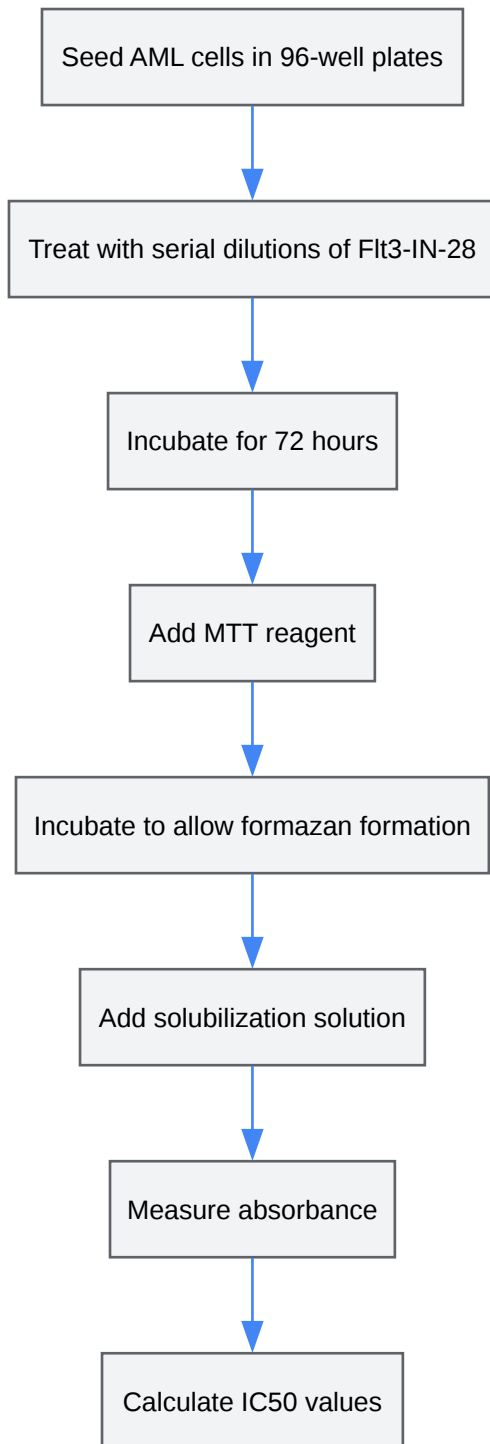 Seed AML cells in 96-well plates
Treat with serial dilutions of Flt3-IN-28
Incubate for 72 hours
Add MTT reagent
Incubate to allow formazan formation
Add solubilization solution
Measure absorbance
Calculate IC50 values